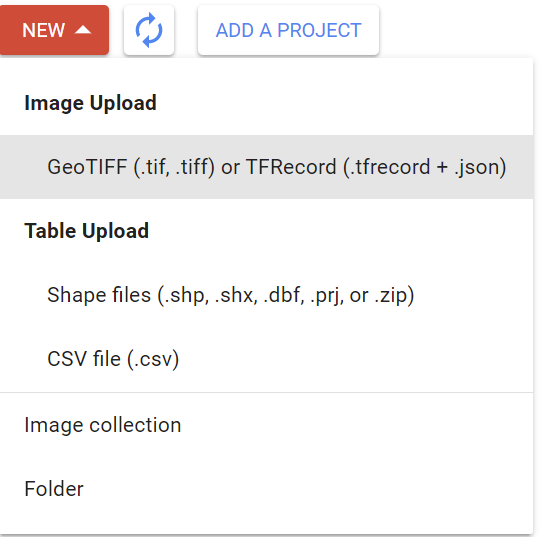 NEW
ADD A PROJECT
Image Upload
GeoTIFF (.tif, .tiff) or TFRecord (.tfrecord + .json)
Table Upload
Shape files (.shp, .shx, .dbf, .prj, or .zip)
CSV file (.csv)
Image collection
Folder